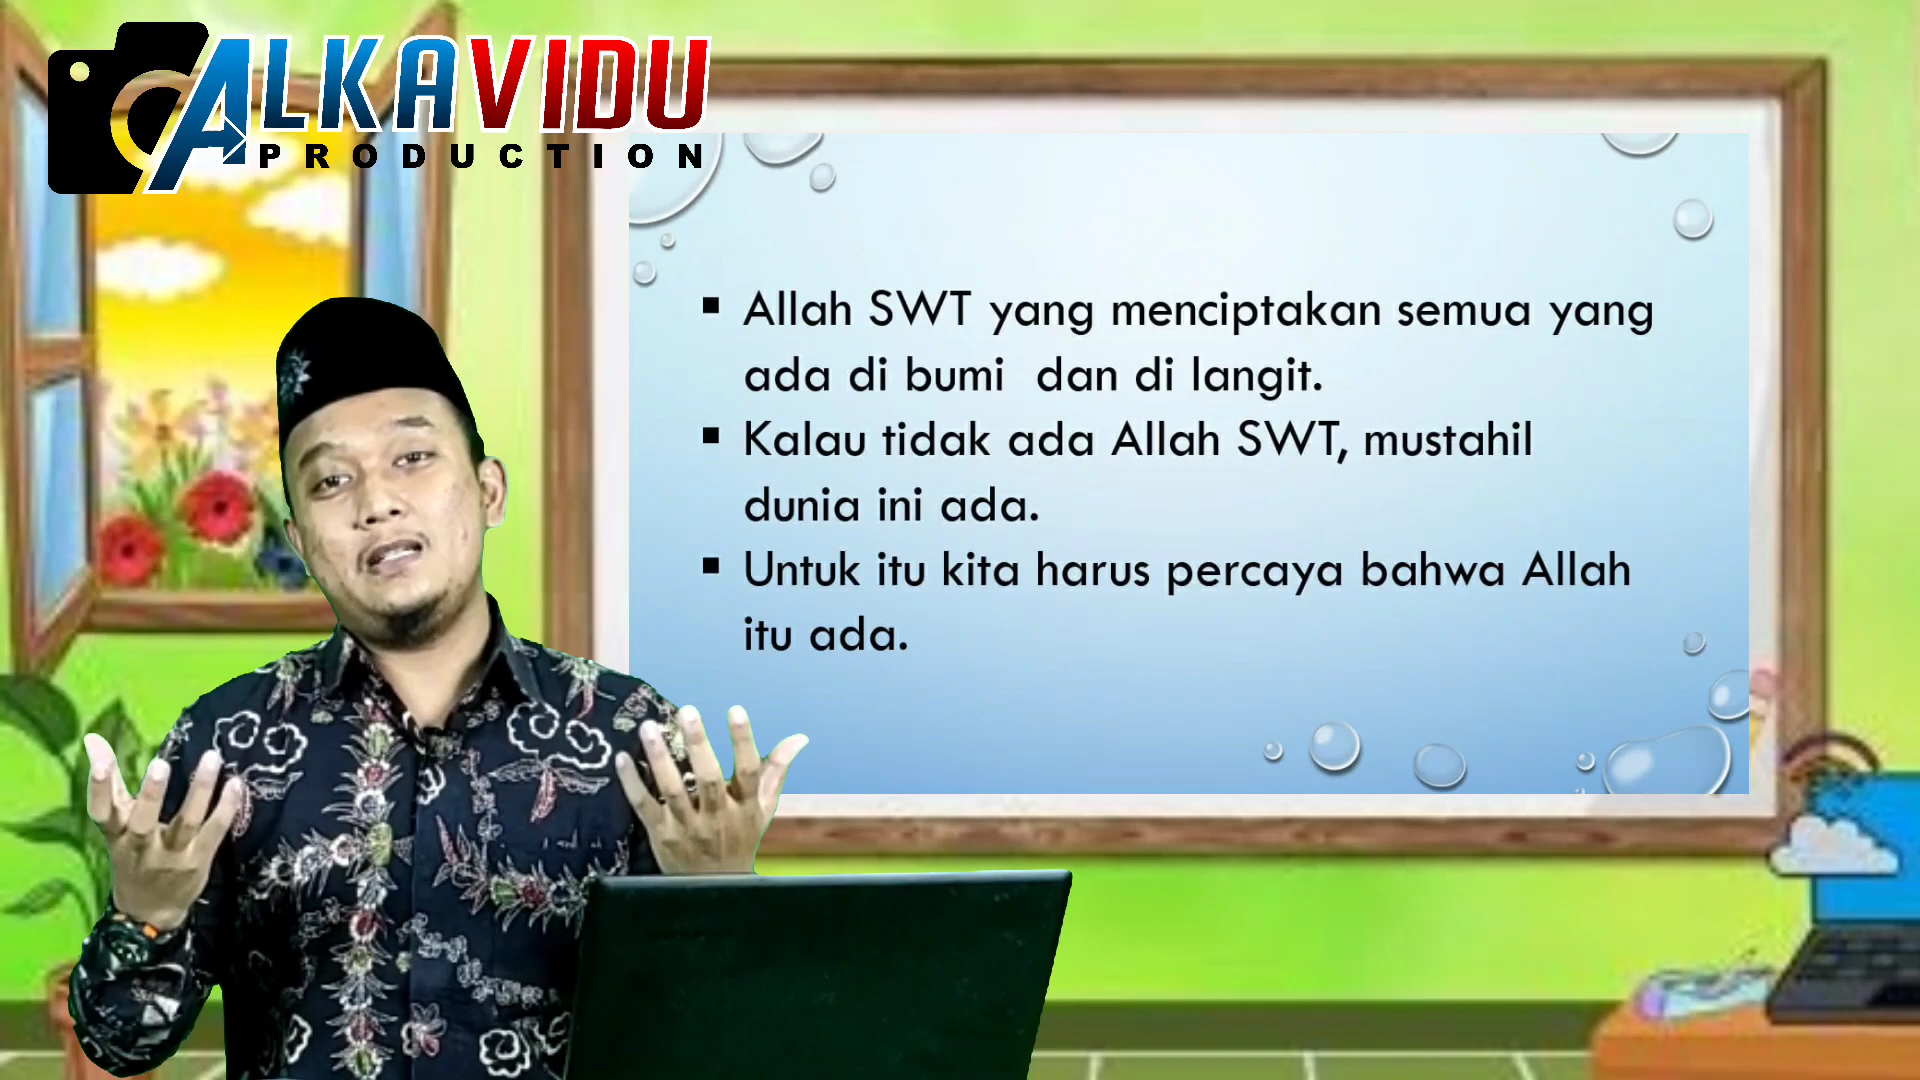 ALKAVIDU
PRODUCTION
▪ Allah SWT yang menciptakan semua yang
ada di bumi dan di langit.
▪ Kalau tidak ada Allah SWT, mustahil
dunia ini ada.
▪ Untuk itu kita harus percaya bahwa Allah
itu ada.